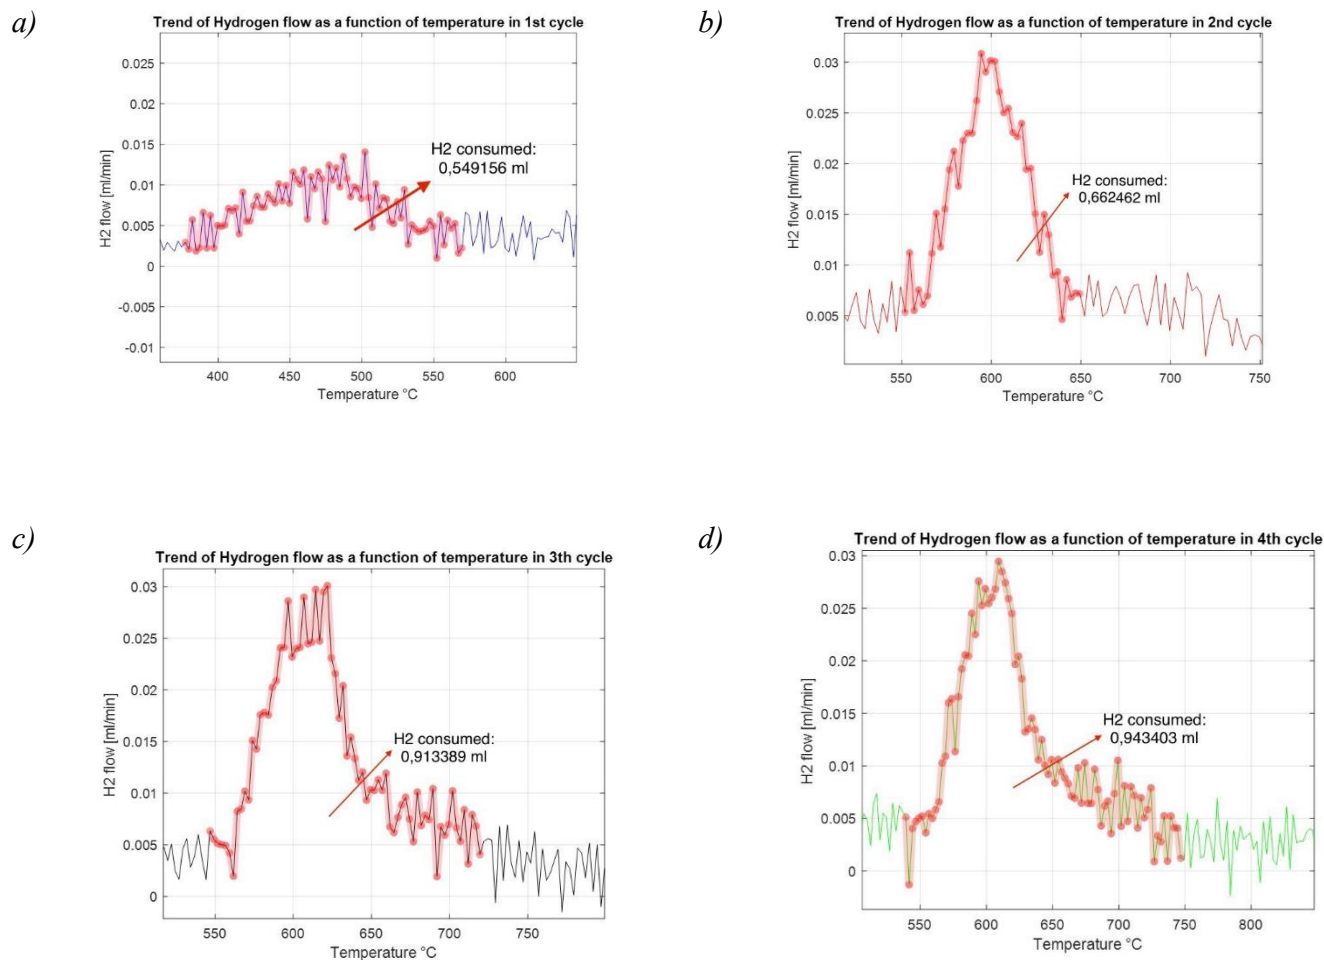 a)
Trend of Hydrogen flow as a function of temperature in 1st cycle
0.025
0.02
0.015
0.01
0.005
0
-0.005
-0.01
H2 flow [ml/min]
H2 consumed:
0,549156 ml
400 450 500 550 600
Temperature °C
b)
Trend of Hydrogen flow as a function of temperature in 2nd cycle
0.03
0.025
0.02
0.015
0.01
0.005
H2 flow [ml/min]
H2 consumed:
0,662462 ml
550 600 650 700 750
Temperature °C
c)
Trend of Hydrogen flow as a function of temperature in 3th cycle
0.03
0.025
0.02
0.015
0.01
0.005
0
H2 flow [ml/min]
H2 consumed:
0,913389 ml
550 600 650 700 750
Temperature °C
d)
Trend of Hydrogen flow as a function of temperature in 4th cycle
0.03
0.025
0.02
0.015
0.01
0.005
0
H2 flow [ml/min]
H2 consumed:
0,943403 ml
550 600 650 700 750 800
Temperature °C